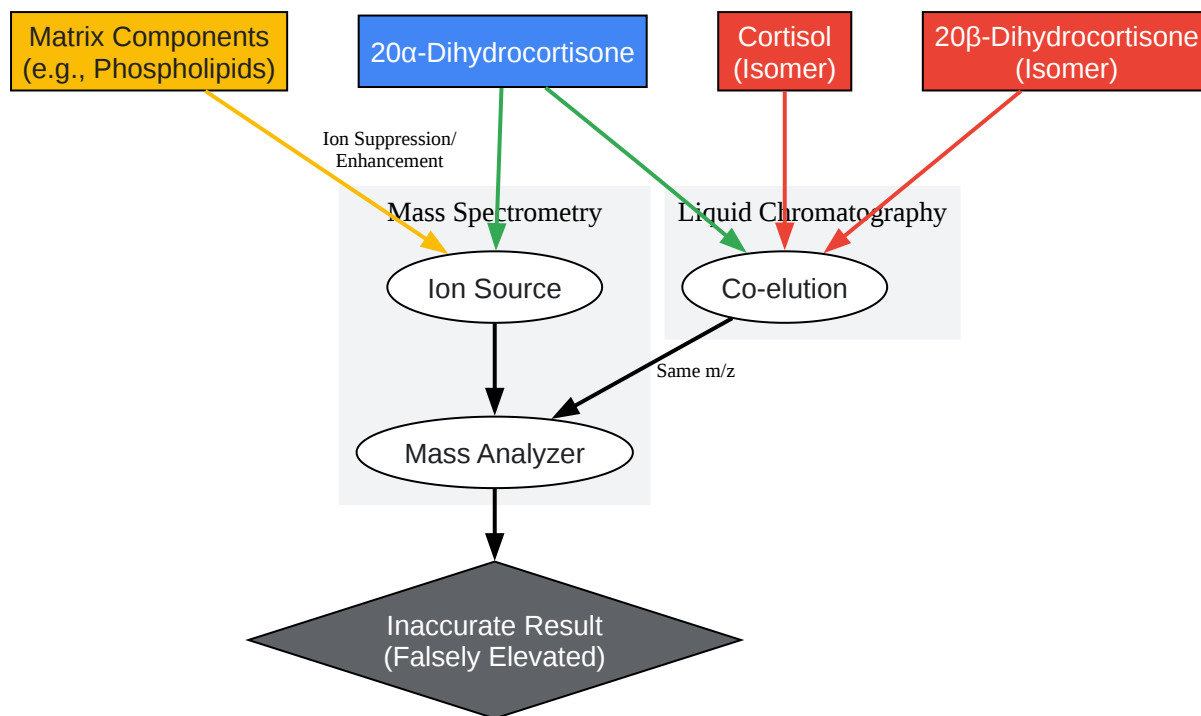 Matrix Components
(e.g., Phospholipids)
20α-Dihydrocortisone
Cortisol
(Isomer)
20β-Dihydrocortisone
(Isomer)
Ion Suppression/
Enhancement
Mass Spectrometry
Liquid Chromatography
Ion Source
Co-elution
Same m/z
Mass Analyzer
Inaccurate Result
(Falsely Elevated)